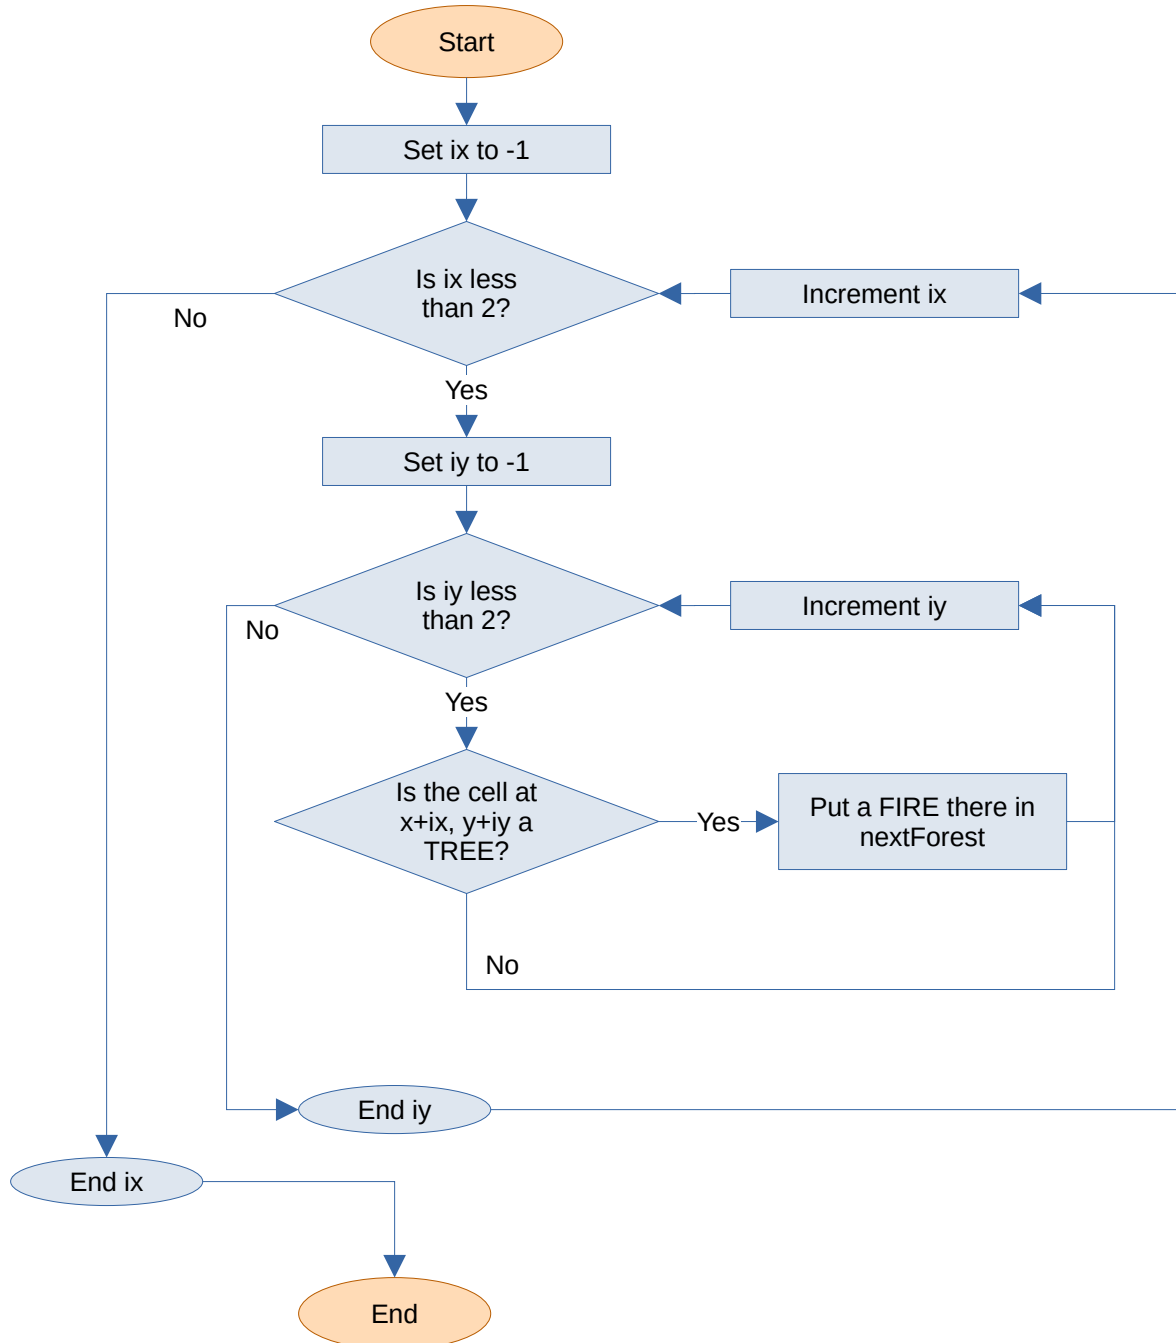 Start
Set ix to -1
Is ix less
than 2?
Increment ix
No
Yes
Set iy to -1
Is iy less
than 2?
Increment iy
No
Yes
Is the cell at
x+ix, y+iy a
TREE?
Yes
Put a FIRE there in
nextForest
No
End iy
End ix
End